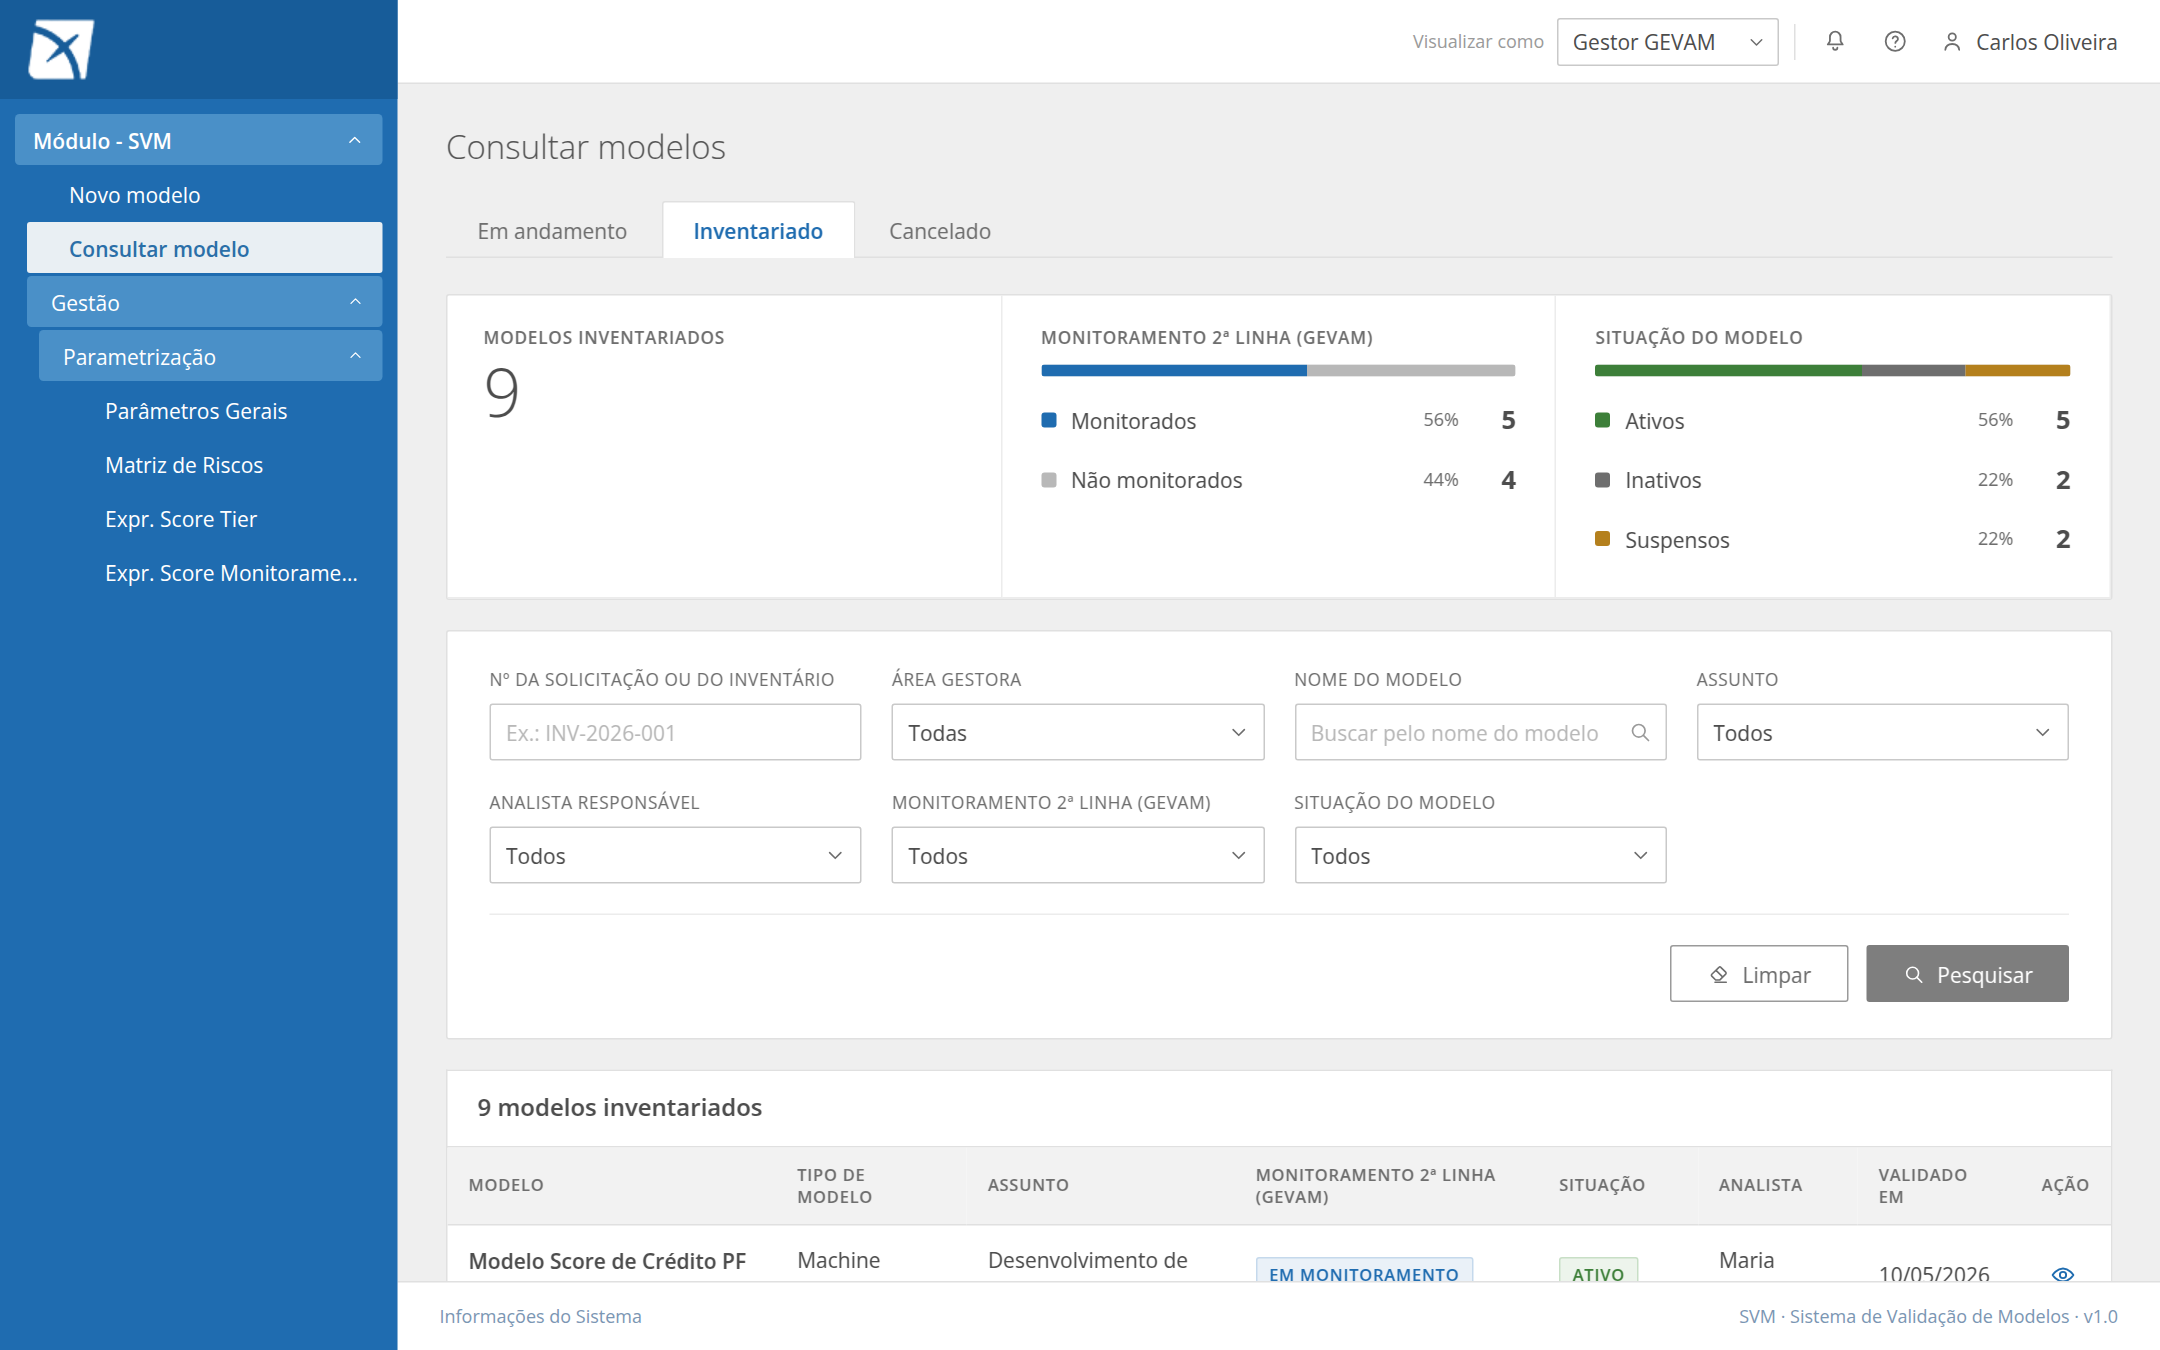 Visualizar como
Gestor GEVAM
Carlos Oliveira
Módulo - SVM
Novo modelo
Consultar modelo
Gestão
Parametrização
Parâmetros Gerais
Matriz de Riscos
Expr. Score Tier
Expr. Score Monitorame...
Consultar modelos
Em andamento
Inventariado
Cancelado
MODELOS INVENTARIADOS
9
MONITORAMENTO 2ª LINHA (GEVAM)
Monitorados 56% 5
Não monitorados 44% 4
SITUAÇÃO DO MODELO
Ativos 56% 5
Inativos 22% 2
Suspensos 22% 2
Nº DA SOLICITAÇÃO OU DO INVENTÁRIO
Ex.: INV-2026-001
ÁREA GESTORA
Todas
NOME DO MODELO
Buscar pelo nome do modelo
ASSUNTO
Todos
ANALISTA RESPONSÁVEL
Todos
MONITORAMENTO 2ª LINHA (GEVAM)
Todos
SITUAÇÃO DO MODELO
Todos
Limpar
Pesquisar
9 modelos inventariados
MODELO
TIPO DE
MODELO
ASSUNTO
MONITORAMENTO 2ª LINHA
(GEVAM)
SITUAÇÃO
ANALISTA
VALIDADO
EM
AÇÃO
Modelo Score de Crédito PF
Machine
Desenvolvimento de
EM MONITORAMENTO
ATIVO
Maria
10/05/2026
Informações do Sistema
SVM · Sistema de Validação de Modelos · v1.0